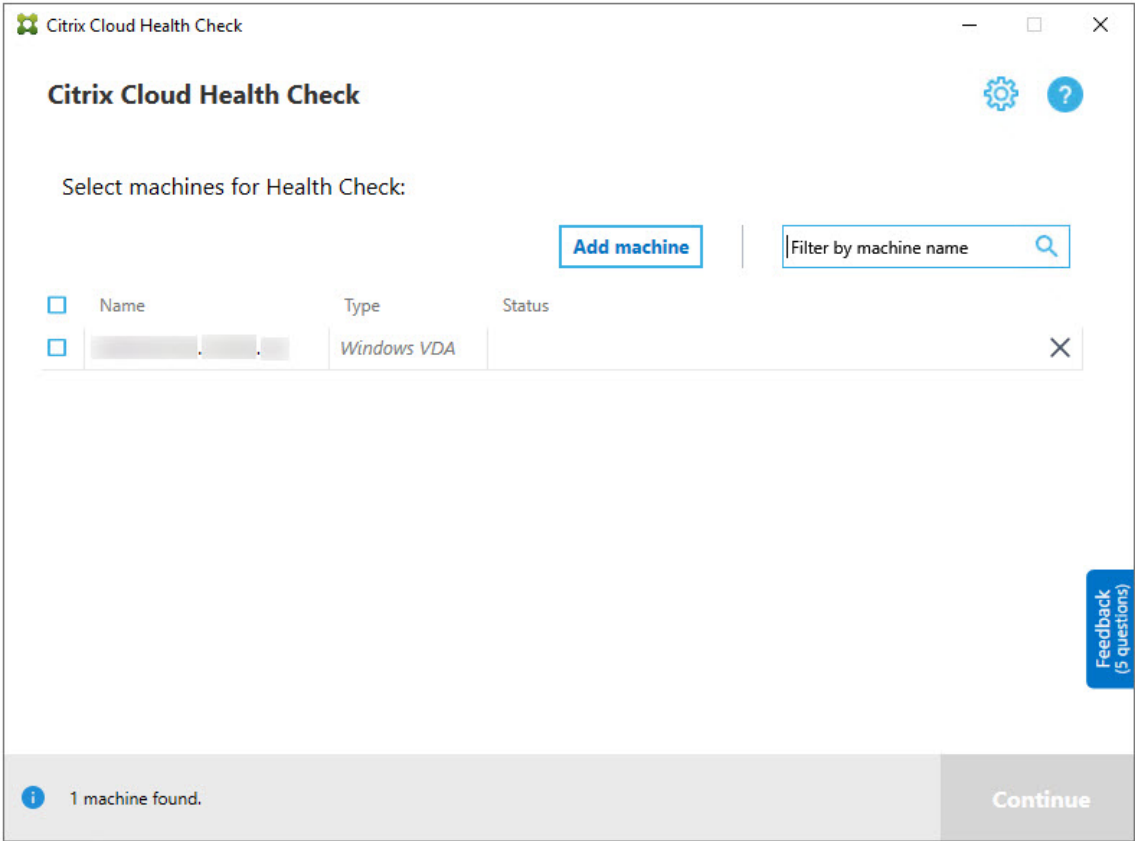 Citrix Cloud Health Check
Citrix Cloud Health Check
?
Select machines for Health Check:
Add machine
Filter by machine name
Name Type Status
Windows VDA
Feedback
(5 questions)
1 machine found.
Continue